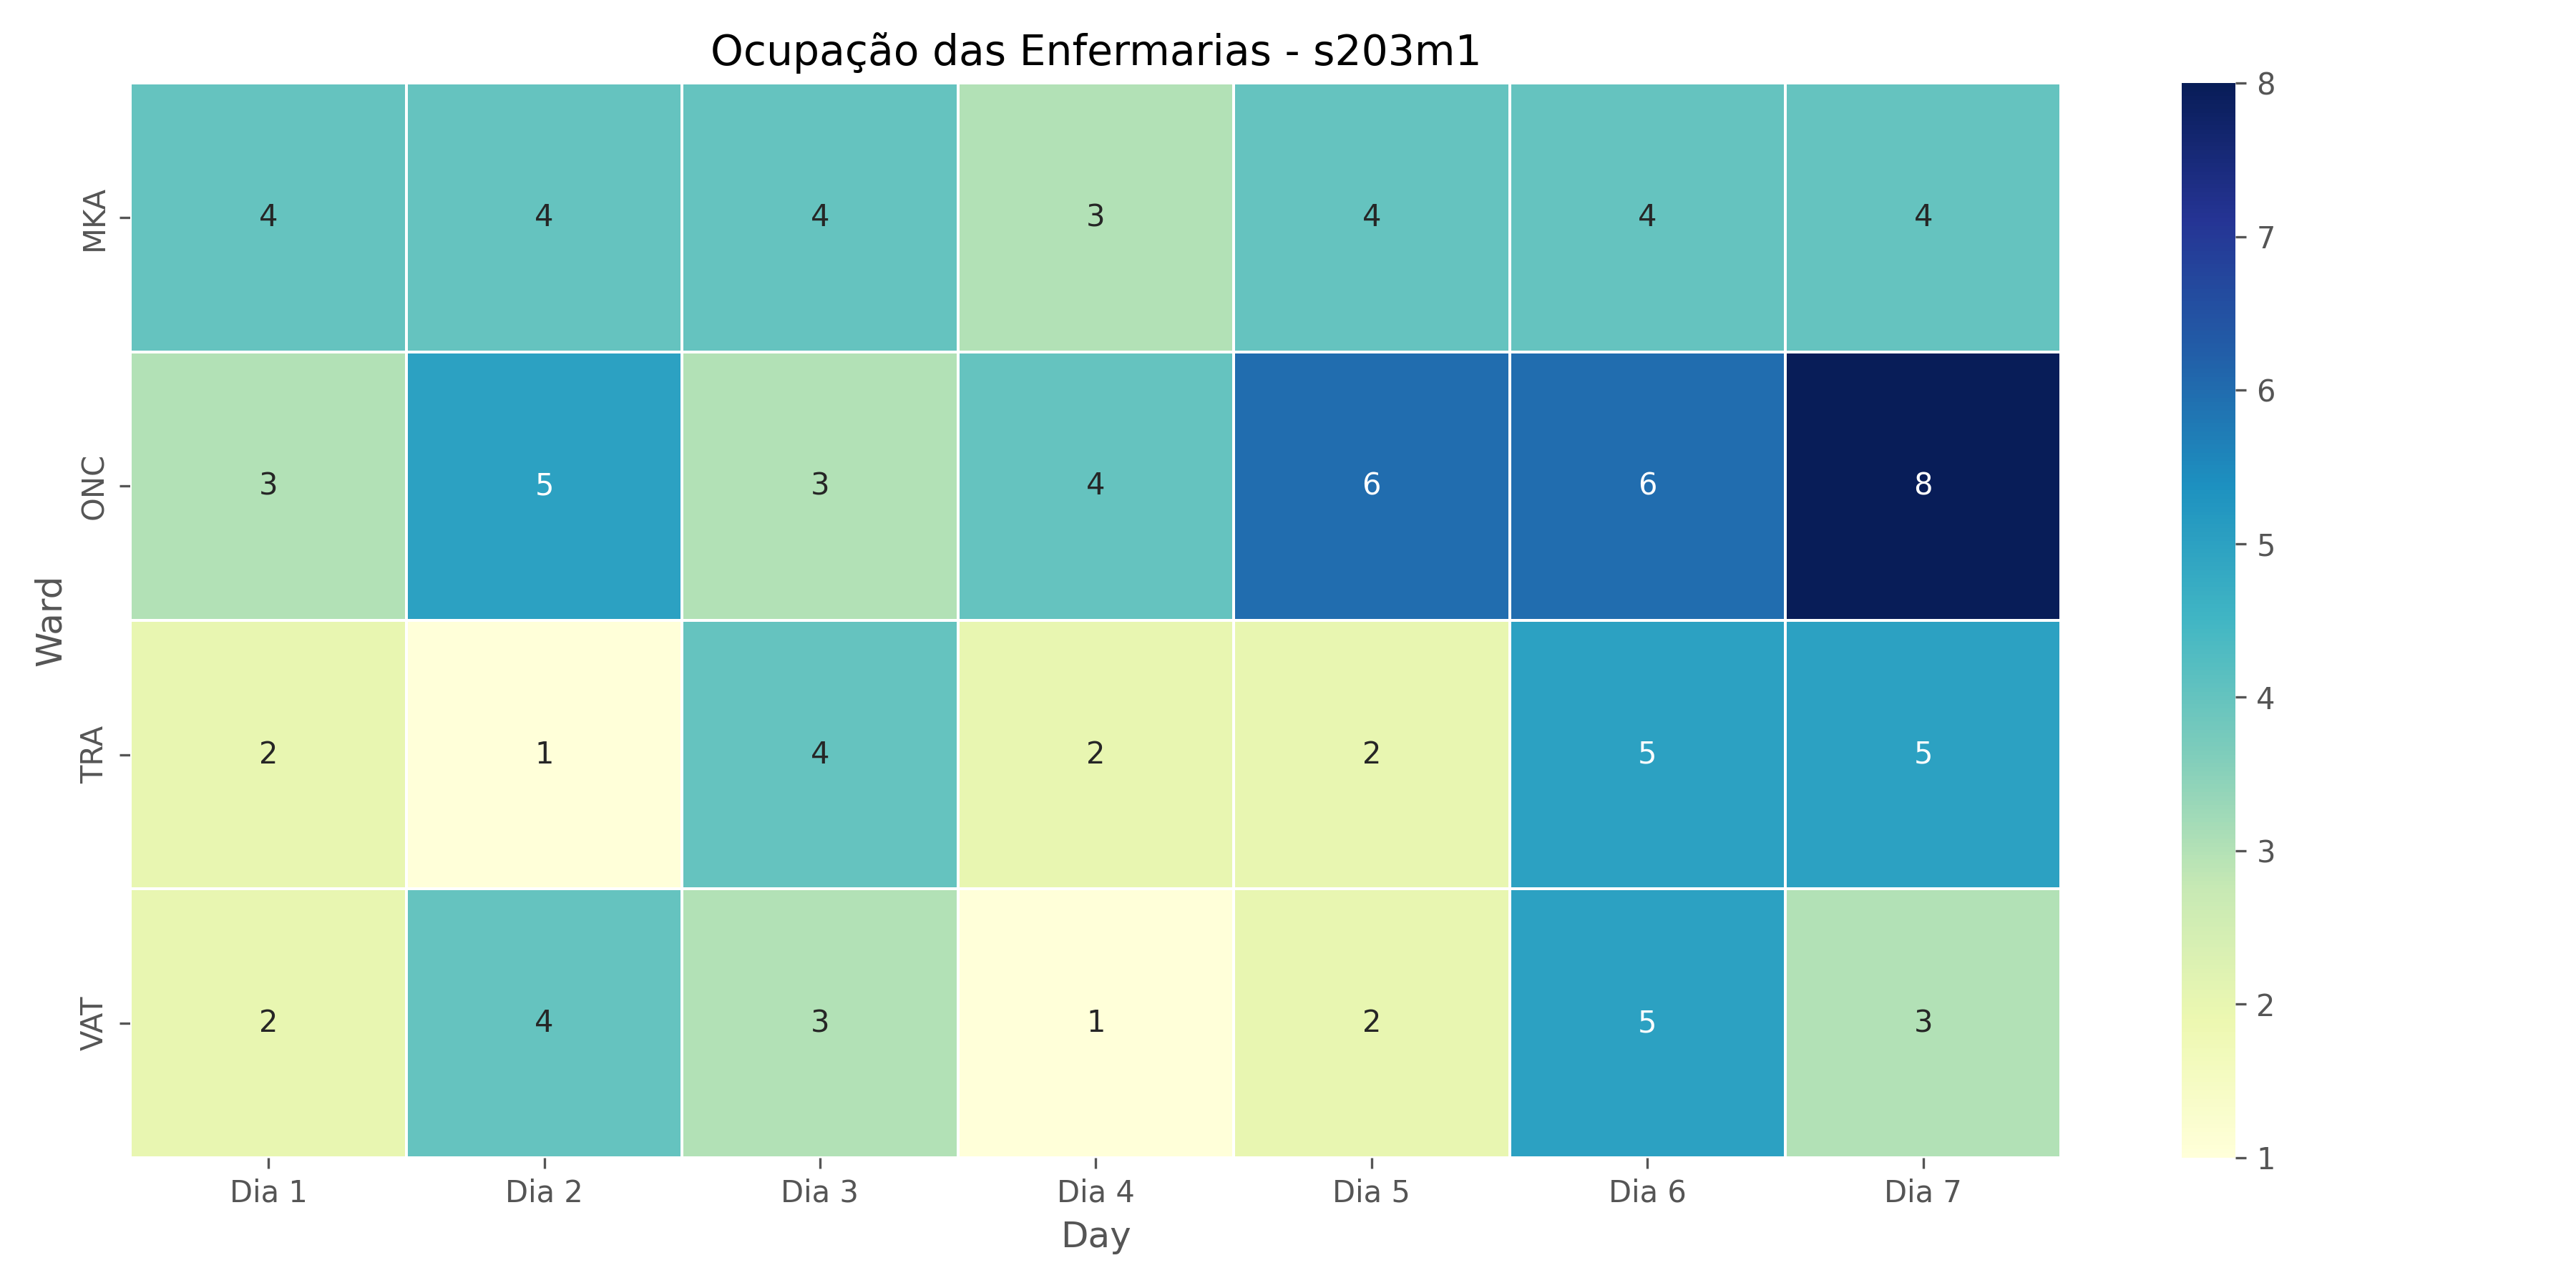 Ocupação das Enfermarias - s203m1
MKA 4 4 4 3 4 4 4
ONC 3 5 3 4 6 6 8
TRA 2 1 4 2 2 5 5
VAT 2 4 3 1 2 5 3
Ward
Dia 1 Dia 2 Dia 3 Dia 4 Dia 5 Dia 6 Dia 7
Day
8
7
6
5
4
3
2
1